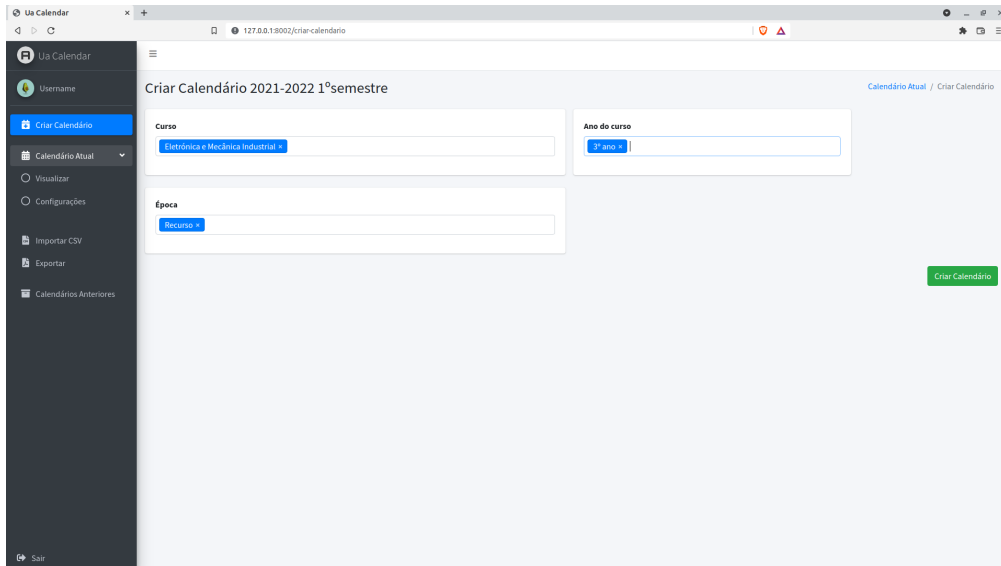 Ua Calendar
127.0.0.1:8002/criar-calendario
Ua Calendar
Username
Criar Calendário
Calendário Atual
Visualizar
Configurações
Importar CSV
Exportar
Calendários Anteriores
Sair
Criar Calendário 2021-2022 1ºsemestre
Calendário Atual / Criar Calendário
Curso
Eletrónica e Mecânica Industrial ×
Ano do curso
3º ano ×
Época
Recurso ×
Criar Calendário